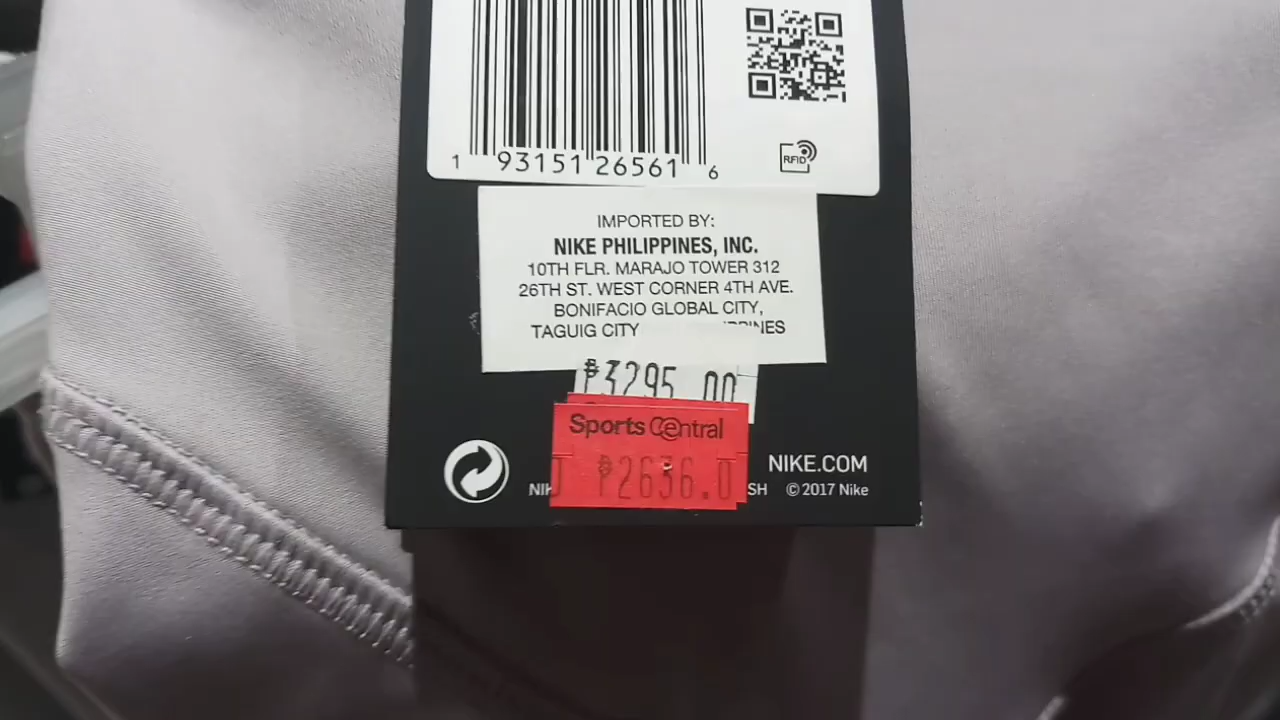 1 93151 26561 6
RFID
IMPORTED BY:
NIKE PHILIPPINES, INC.
10TH FLR. MARAJO TOWER 312
26TH ST. WEST CORNER 4TH AVE.
BONIFACIO GLOBAL CITY,
TAGUIG CITY
₱3295.00
Sports Central
₱2636.0
NIKE.COM
© 2017 Nike